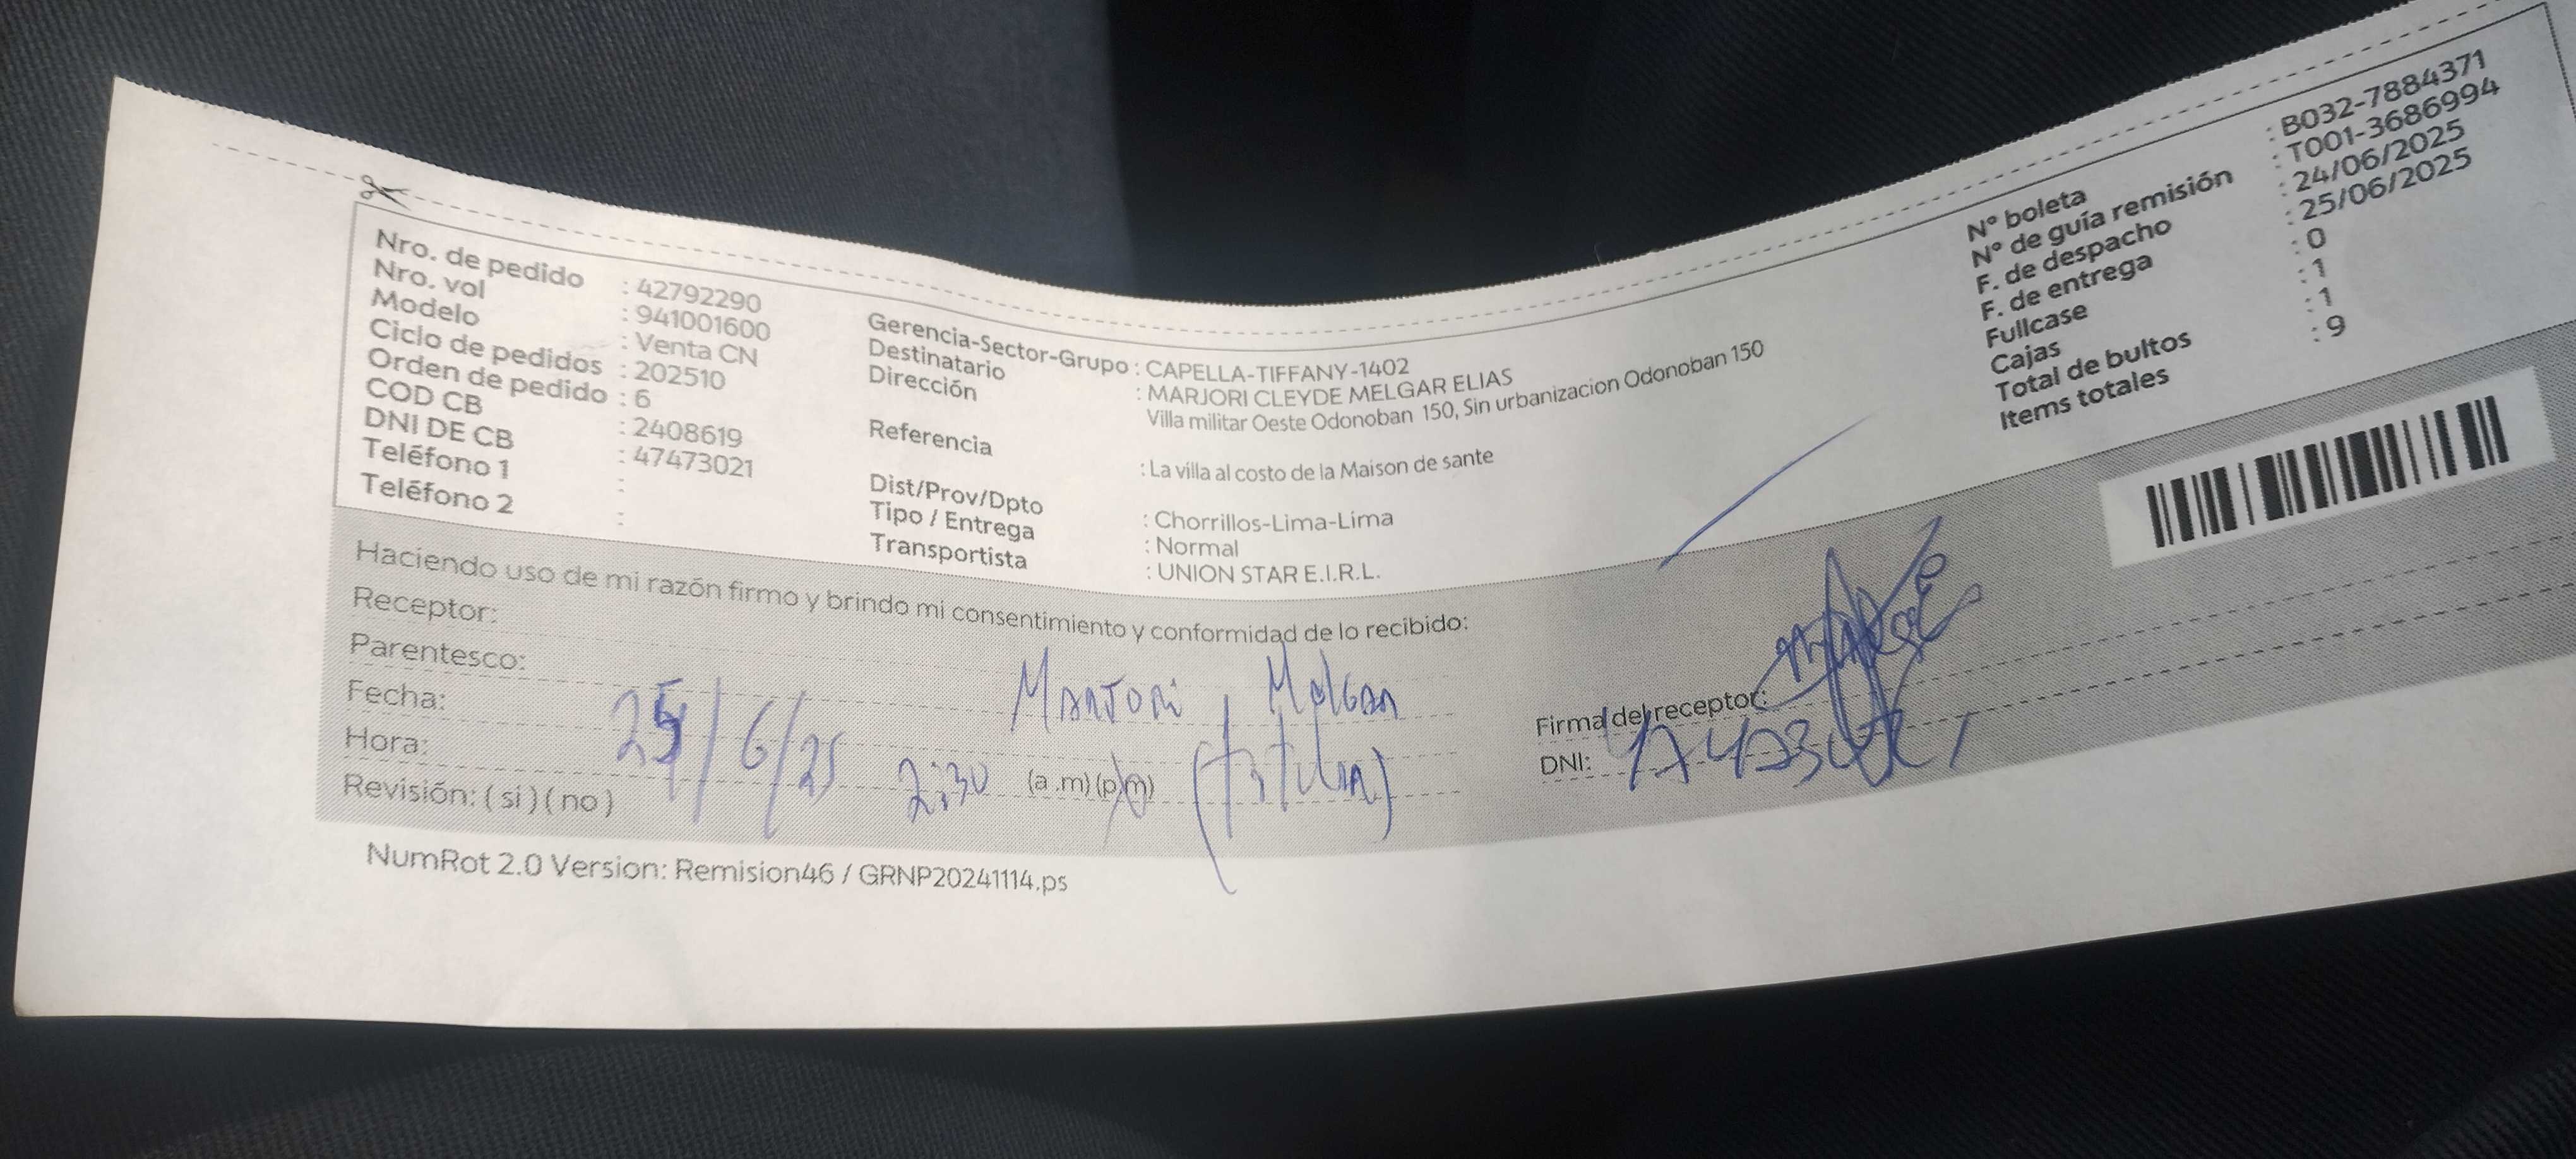 Nro. de pedido : 42792290
Nro. vol : 941001600
Modelo : Venta CN
Ciclo de pedidos : 202510
Orden de pedido : 6
COD CB : 2408619
DNI DE CB : 47473021
Teléfono 1 :
Teléfono 2 :
Gerencia-Sector-Grupo : CAPELLA-TIFFANY-1402
Destinatario : MARJORI CLEYDE MELGAR ELIAS
Dirección Villa militar Oeste Odonoban 150, Sin urbanizacion Odonoban 150
Referencia : La villa al costo de la Maison de sante
Dist/Prov/Dpto : Chorrillos-Lima-Lima
Tipo / Entrega : Normal
Transportista : UNION STAR E.I.R.L.
N° boleta : B032-7884371
N° de guía remisión : T001-3686994
F. de despacho : 24/06/2025
F. de entrega : 25/06/2025
Fullcase : 0
Cajas : 1
Total de bultos : 1
Items totales : 9
Haciendo uso de mi razón firmo y brindo mi consentimiento y conformidad de lo recibido:
Receptor: Marjori Melgar
Parentesco: (titular)
Fecha: 25/6/25
Hora: 2:30 (a.m)(p.m)
Revisión: (si)(no)
Firma del receptor:
DNI:
NumRot 2.0 Version: Remision46 / GRNP20241114.ps